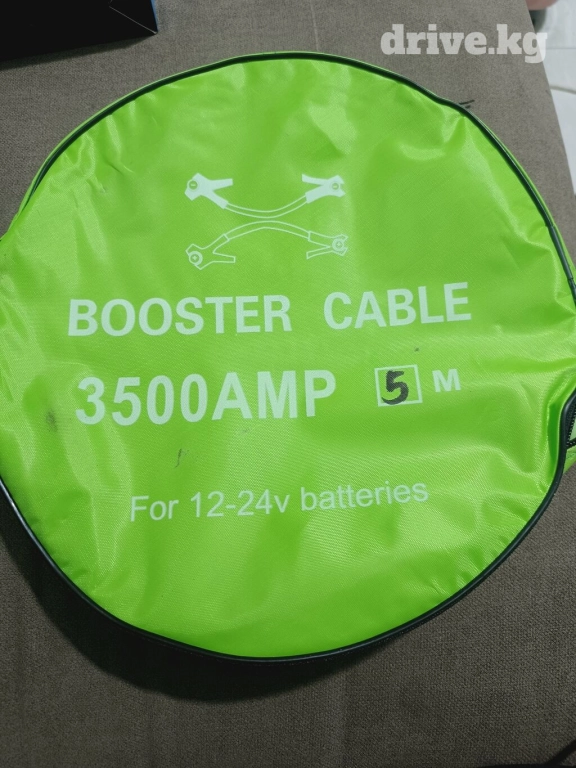 drive.kg
BOOSTER CABLE
3500AMP 5 M
For 12-24v batteries